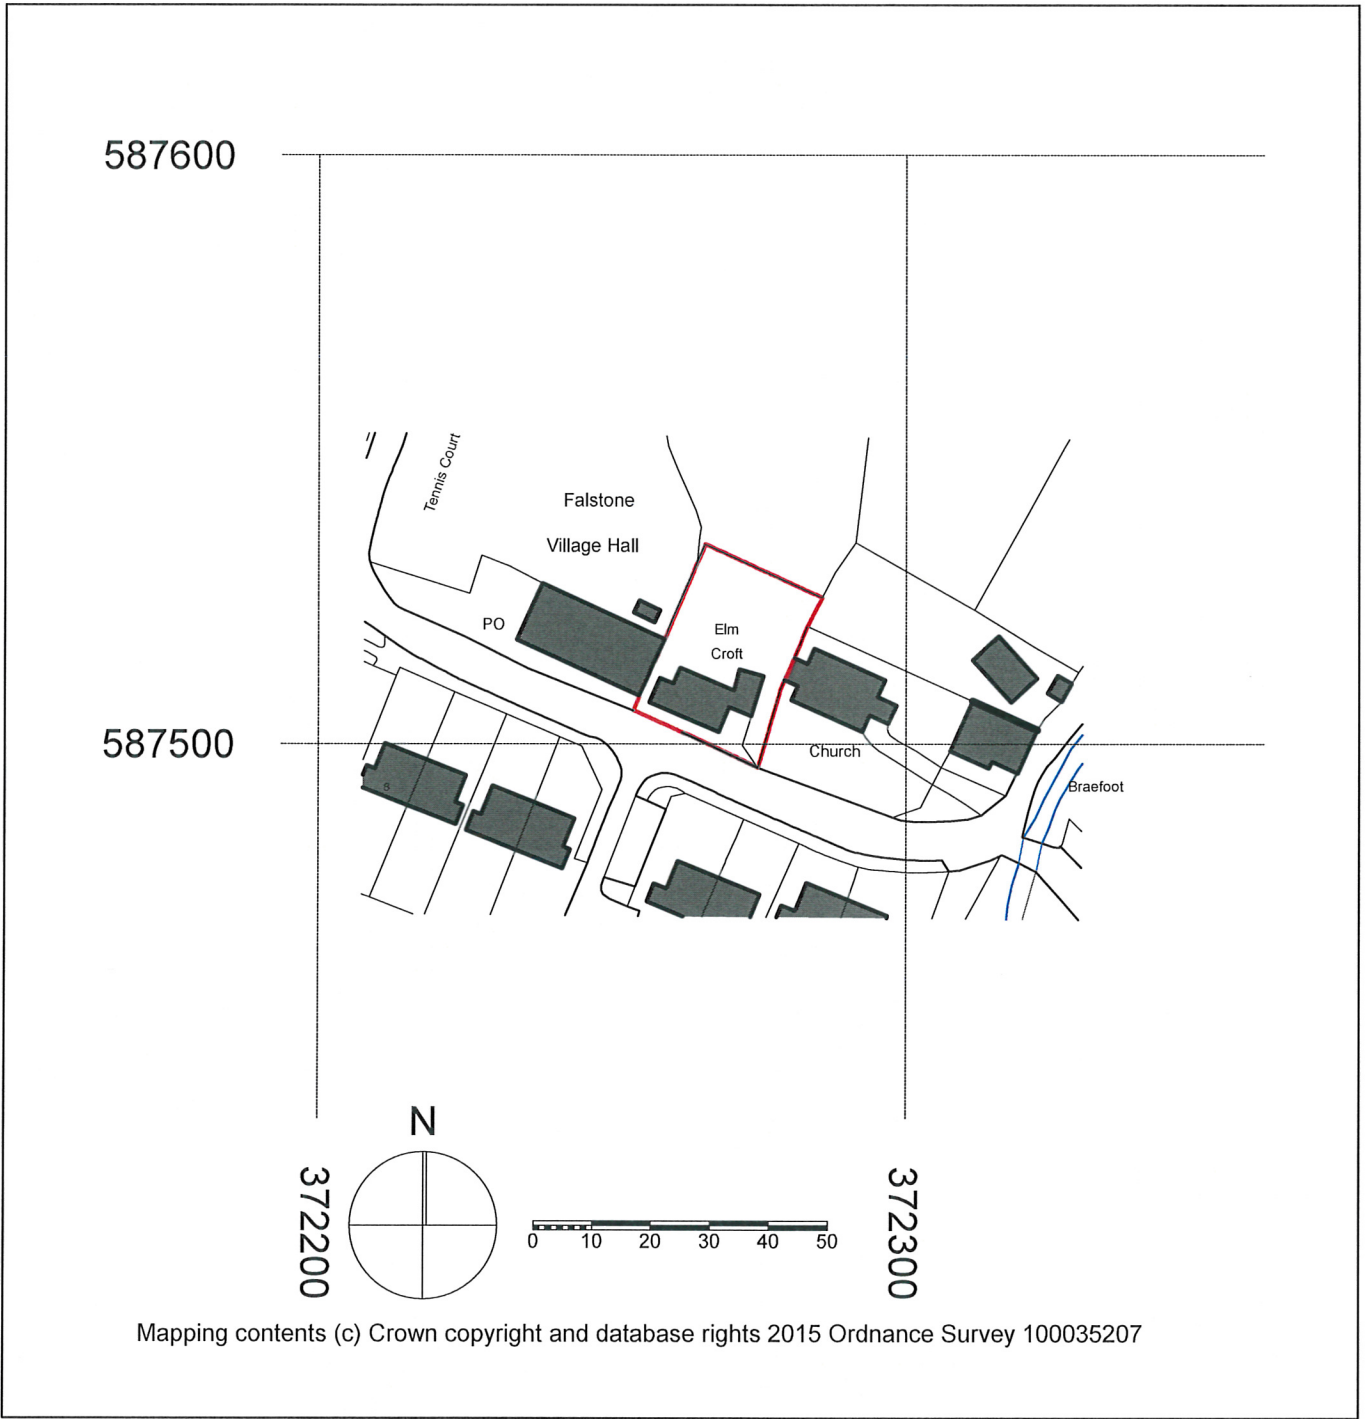 587600
Tennis Court
Falstone
Village Hall
PO
Elm
Croft
587500
Church
Braefoot
N
372200
372300
0 10 20 30 40 50
Mapping contents (c) Crown copyright and database rights 2015 Ordnance Survey 100035207